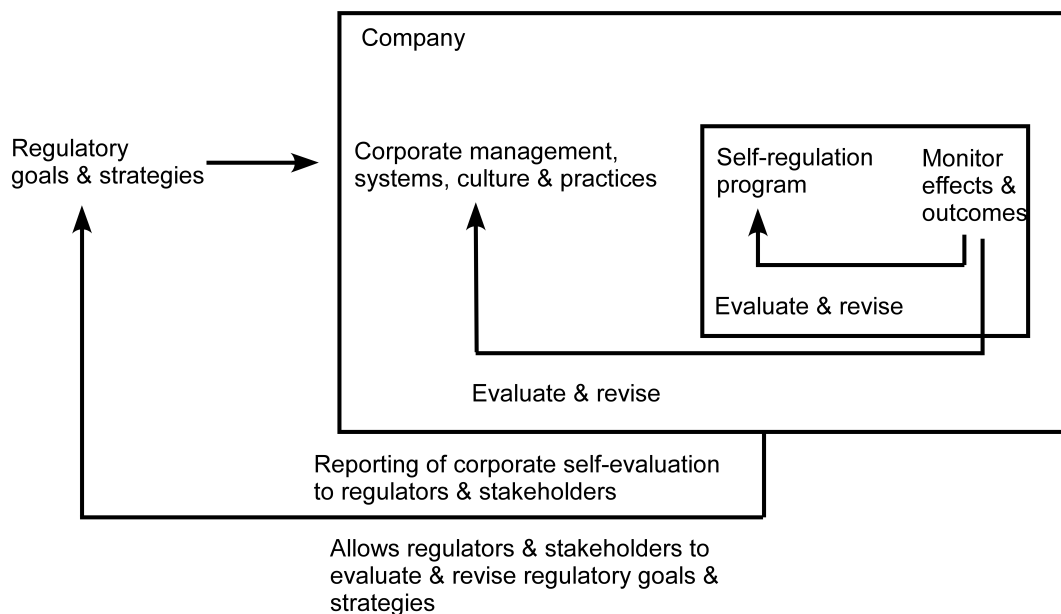 Company
Regulatory
goals & strategies
Corporate management,
systems, culture & practices
Self-regulation
program
Monitor
effects &
outcomes
Evaluate & revise
Evaluate & revise
Reporting of corporate self-evaluation
to regulators & stakeholders
Allows regulators & stakeholders to
evaluate & revise regulatory goals &
strategies